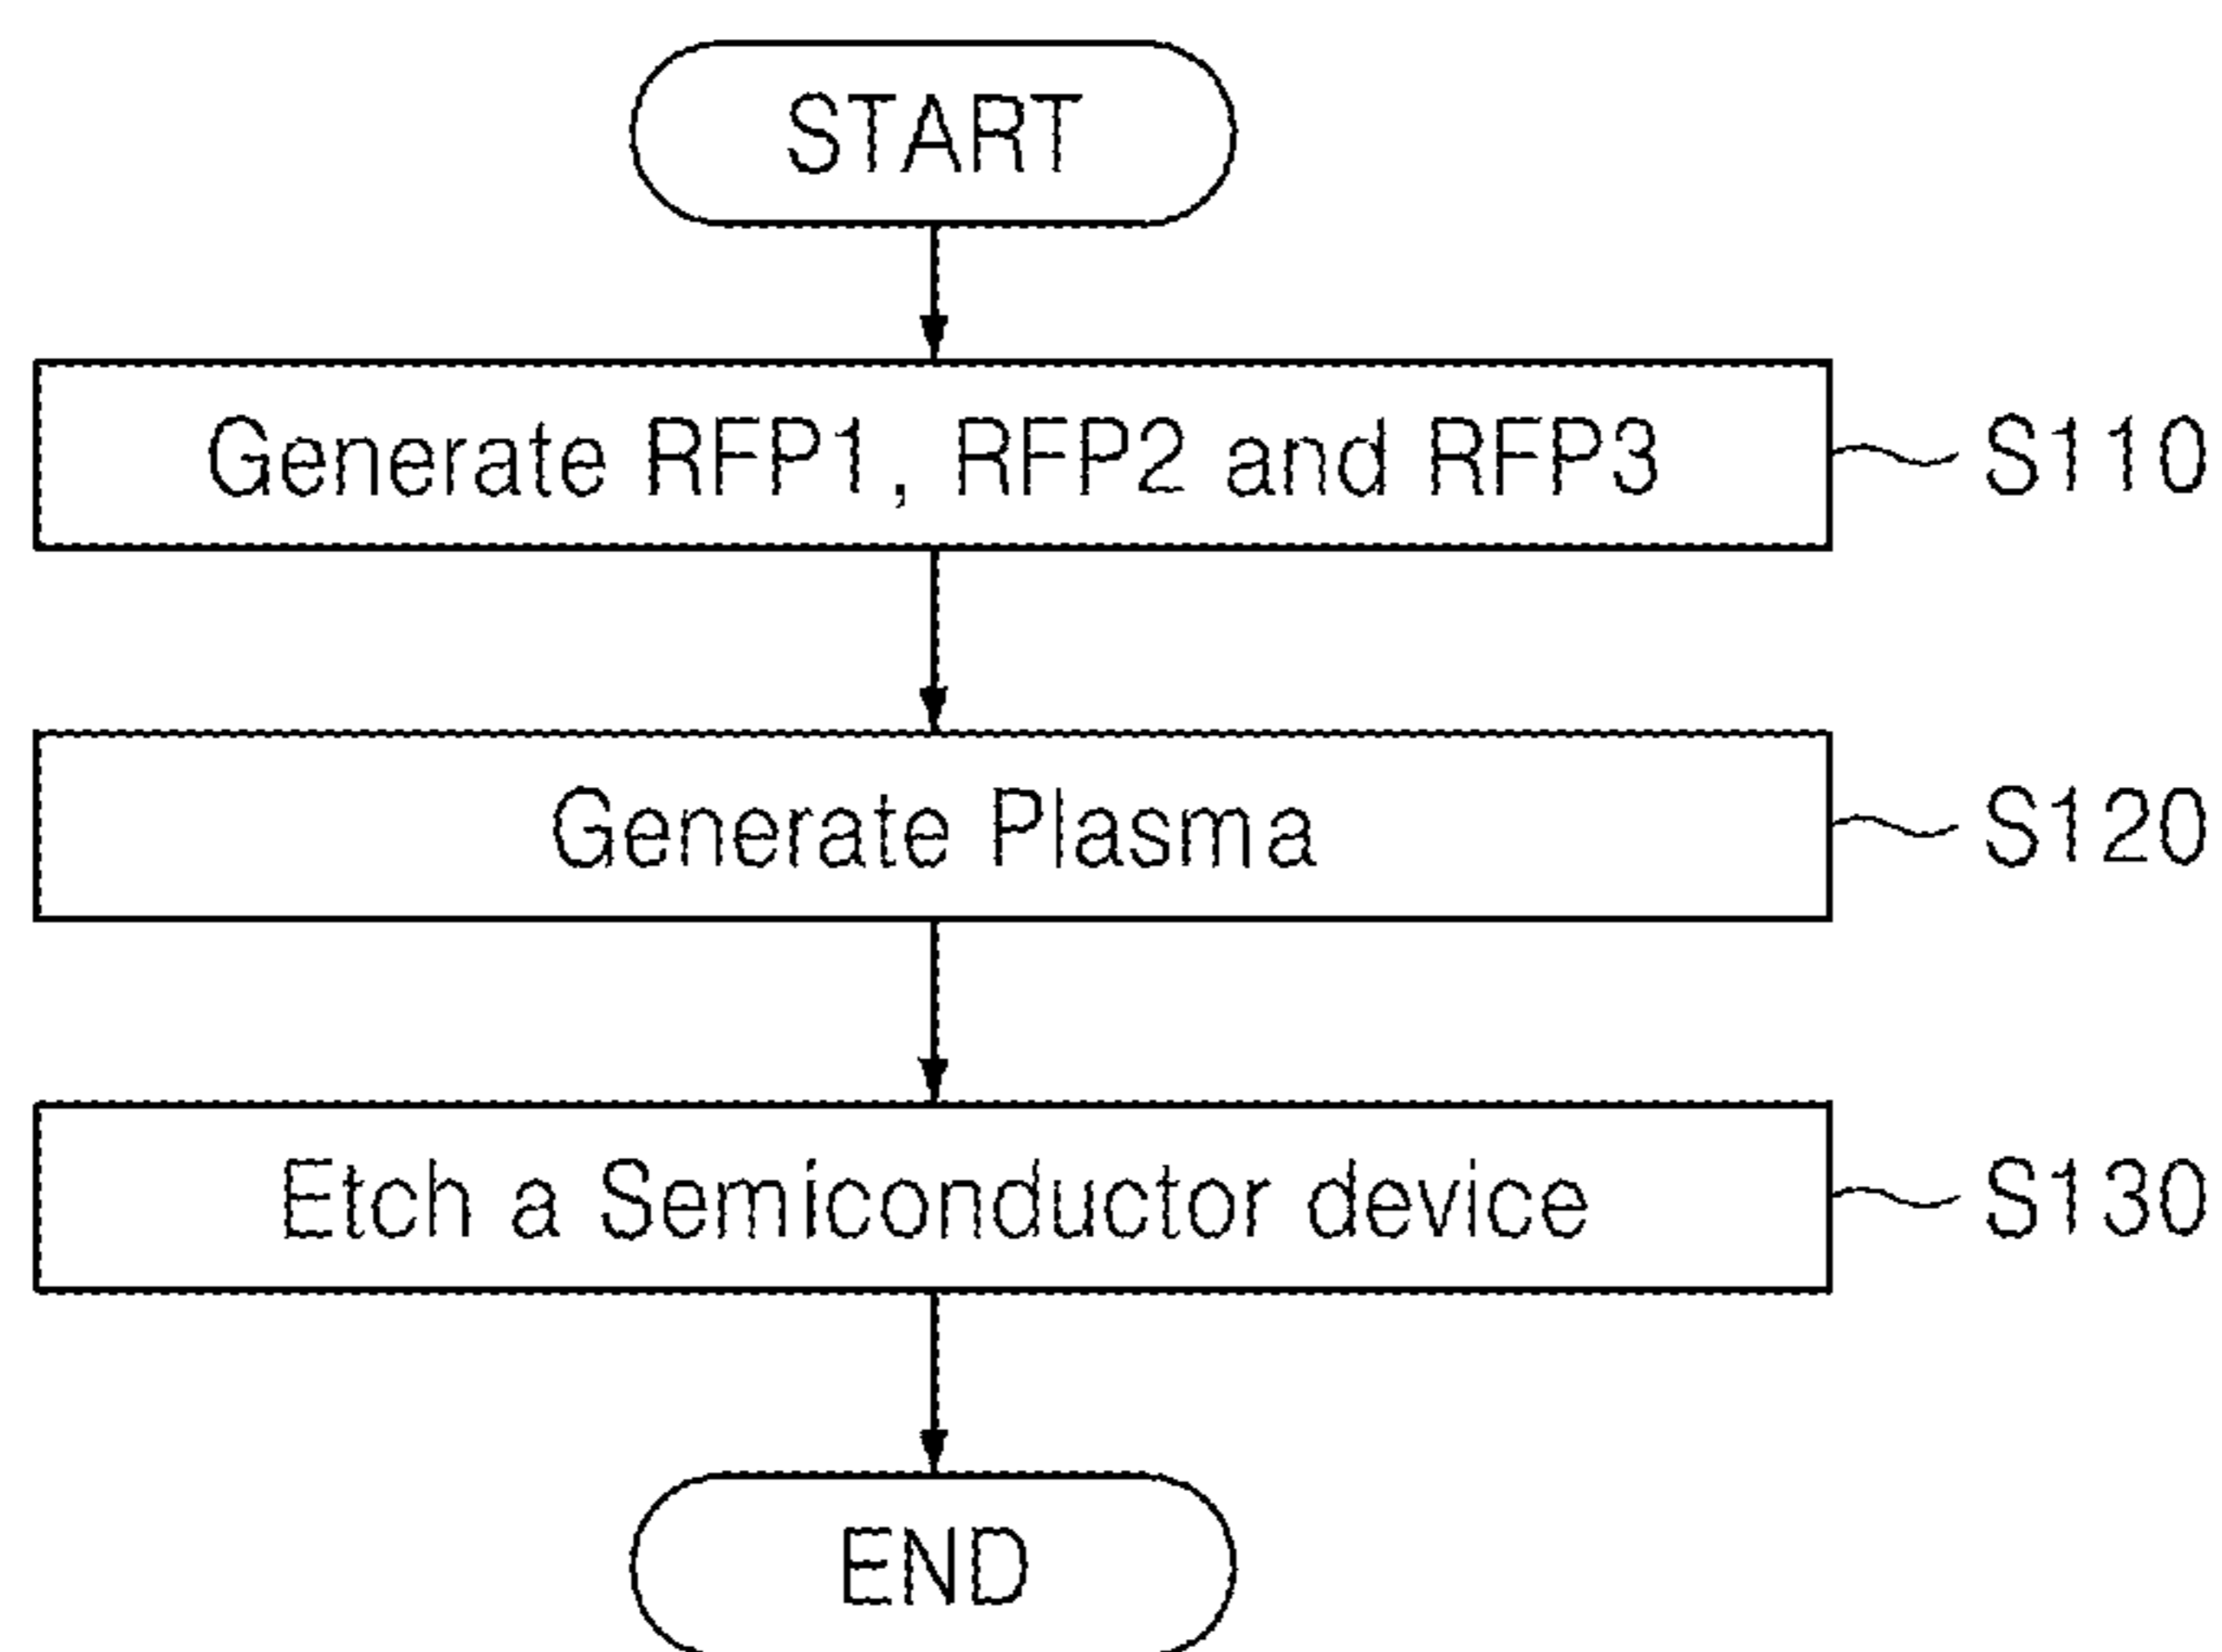 START
Generate RFP1, RFP2 and RFP3
S110
Generate Plasma
S120
Etch a Semiconductor device
S130
END